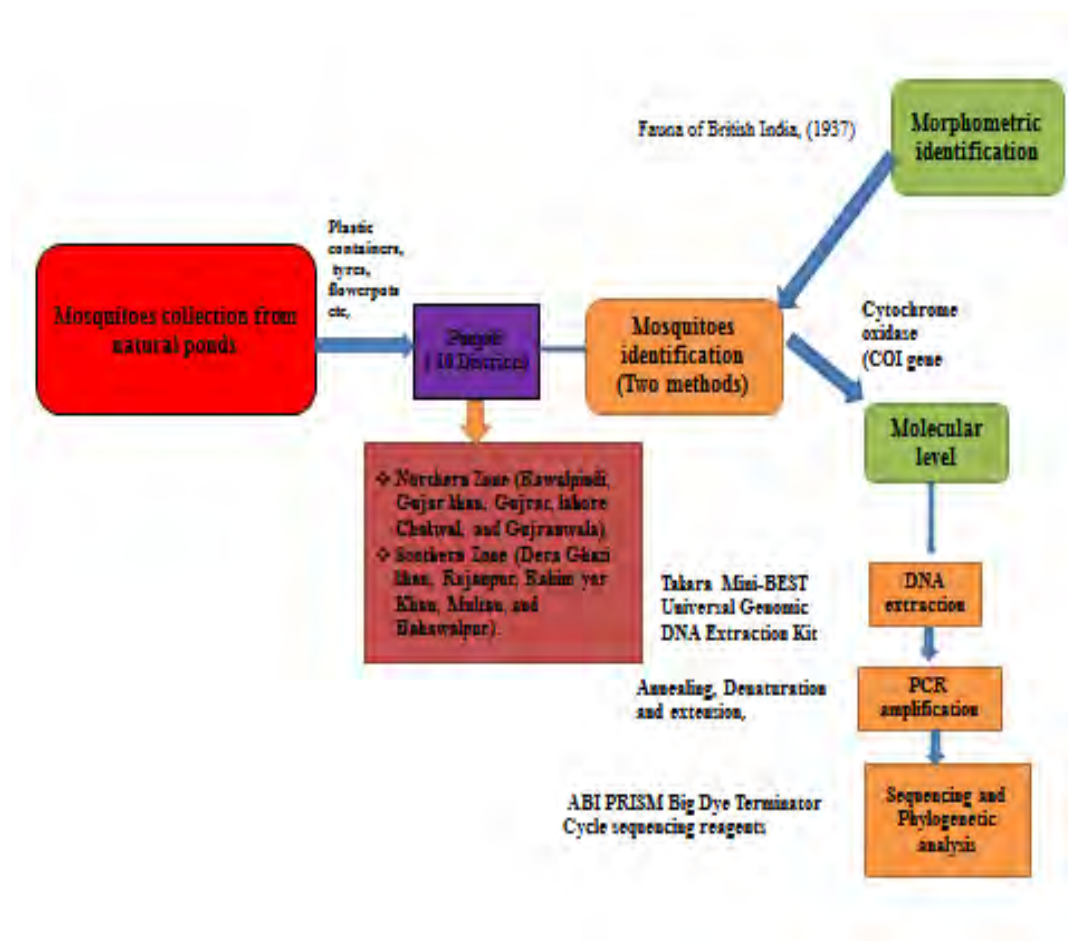 Fauna of British India, (1937)
Morphometric
identification
Plastic
containers,
tyres,
flowerpots
etc,
Mosquitoes collection from
natural ponds
Punjab
(10 Districts)
Mosquitoes
identification
(Two methods)
Cytochrome
oxidase
(COI gene
Molecular
level
❖ Northern Zone (Rawalpindi,
Gujar khan, Gujrat, lahore
Chakwal, and Gujranwala).
❖ Southern Zone (Dera Ghazi
khan, Rajanpur, Rahim yar
Khan, Multan, and
Bahawalpur).
Takara Mini-BEST
Universal Genomic
DNA Extraction Kit
DNA
extraction
Annealing, Denaturation
and extension,
PCR
amplification
ABI PRISM Big Dye Terminator
Cycle sequencing reagents
Sequencing and
Phylogenetic
analysis